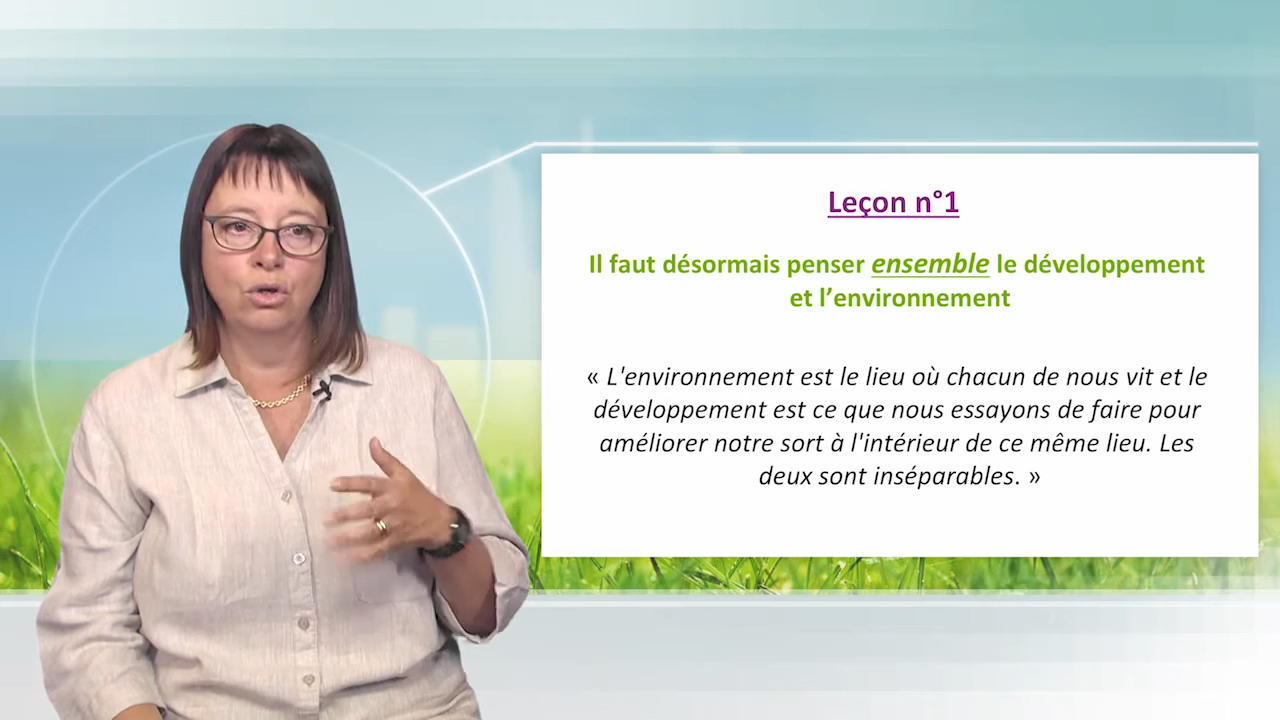 Leçon n°1
Il faut désormais penser ensemble le développement
et l’environnement
« L'environnement est le lieu où chacun de nous vit et le
développement est ce que nous essayons de faire pour
améliorer notre sort à l'intérieur de ce même lieu. Les
deux sont inséparables. »